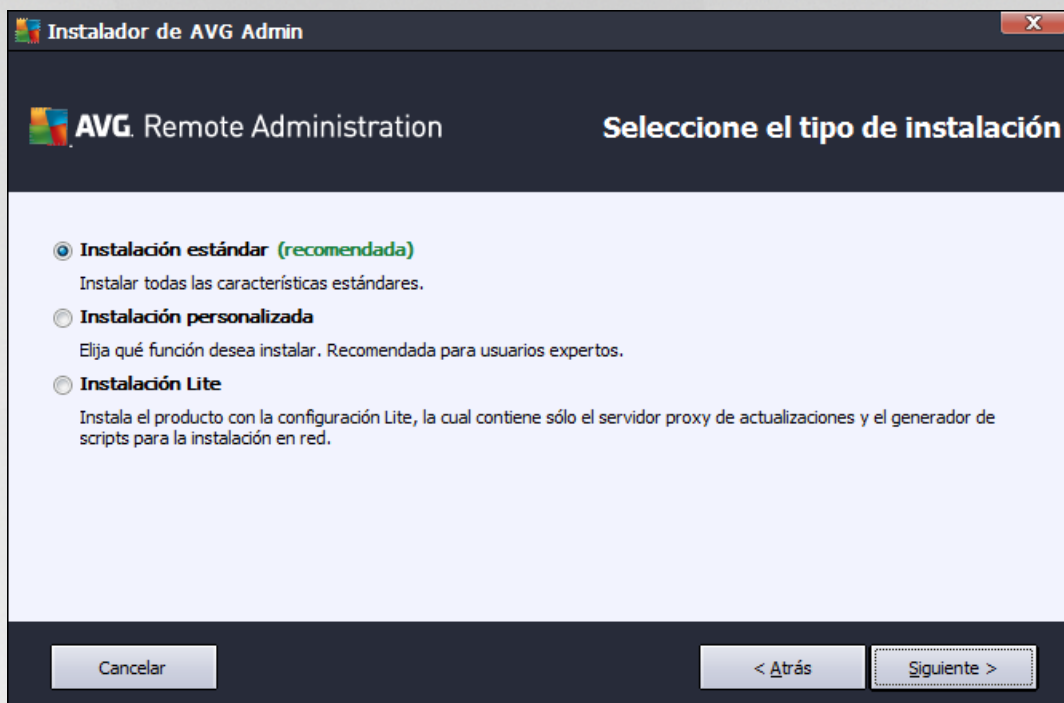 Instalador de AVG Admin
AVG. Remote Administration
Seleccione el tipo de instalación
Instalación estándar (recomendada)
Instalar todas las características estándares.
Instalación personalizada
Elija qué función desea instalar. Recomendada para usuarios expertos.
Instalación Lite
Instala el producto con la configuración Lite, la cual contiene sólo el servidor proxy de actualizaciones y el generador de
scripts para la instalación en red.
Cancelar
< Atrás
Siguiente >